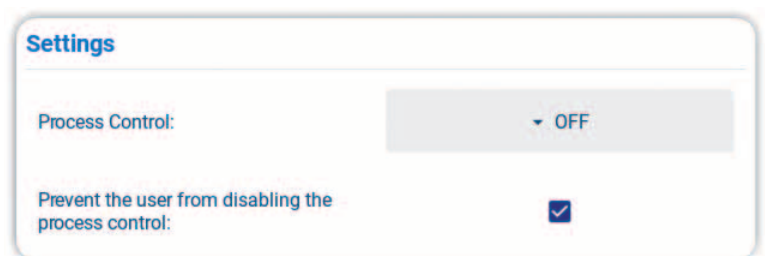 Settings
Process Control:
OFF
Prevent the user from disabling the
process control: